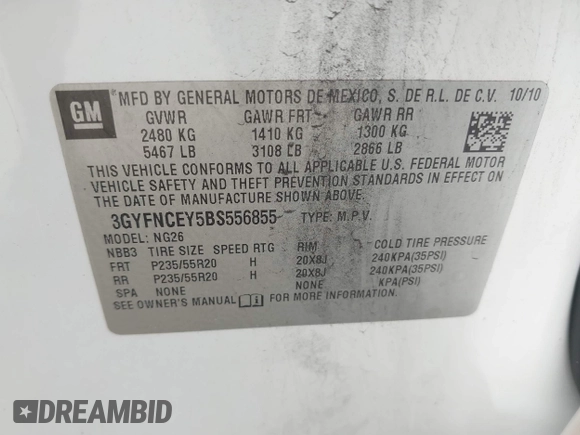 GM
*MFD BY GENERAL MOTORS DE MEXICO, S. DE R.L. DE C.V. 10/10
GVWR GAWR FRT GAWR RR
2480 KG 1410 KG 1300 KG
5467 LB 3108 LB 2866 LB
THIS VEHICLE CONFORMS TO ALL APPLICABLE U.S. FEDERAL MOTOR
VEHICLE SAFETY AND THEFT PREVENTION STANDARDS IN EFFECT ON
THE DATE OF MANUFACTURE SHOWN ABOVE.
3GYFNCEY5BS556855 TYPE: M.P.V.
MODEL: NG26
NBB3 TIRE SIZE SPEED RTG RIM COLD TIRE PRESSURE
FRT P235/55R20 H 20X8J 240KPA(35PSI)
RR P235/55R20 H 20X8J 240KPA(35PSI)
SPA NONE NONE KPA(PSI)
SEE OWNER'S MANUAL FOR MORE INFORMATION.
DREAMBID